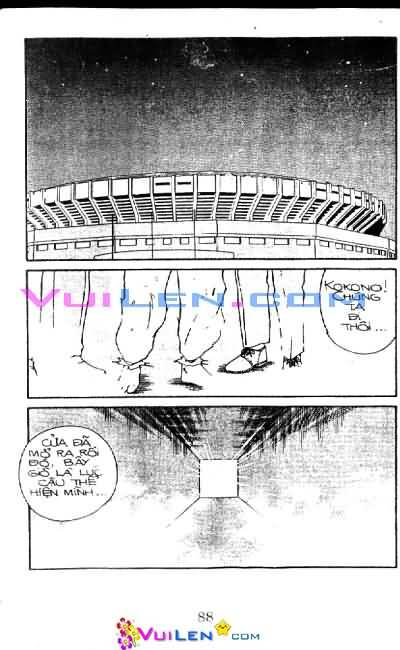 VuiLen.com
KOKONO!
CHÚNG
TA
ĐI
THÔI...
CỬA ĐÃ
MỞ RA RỒI
ĐÓ, BÂY
GIỜ LÀ LÚC
CẬU THỂ
HIỆN MÌNH...
88
VuiLen.com